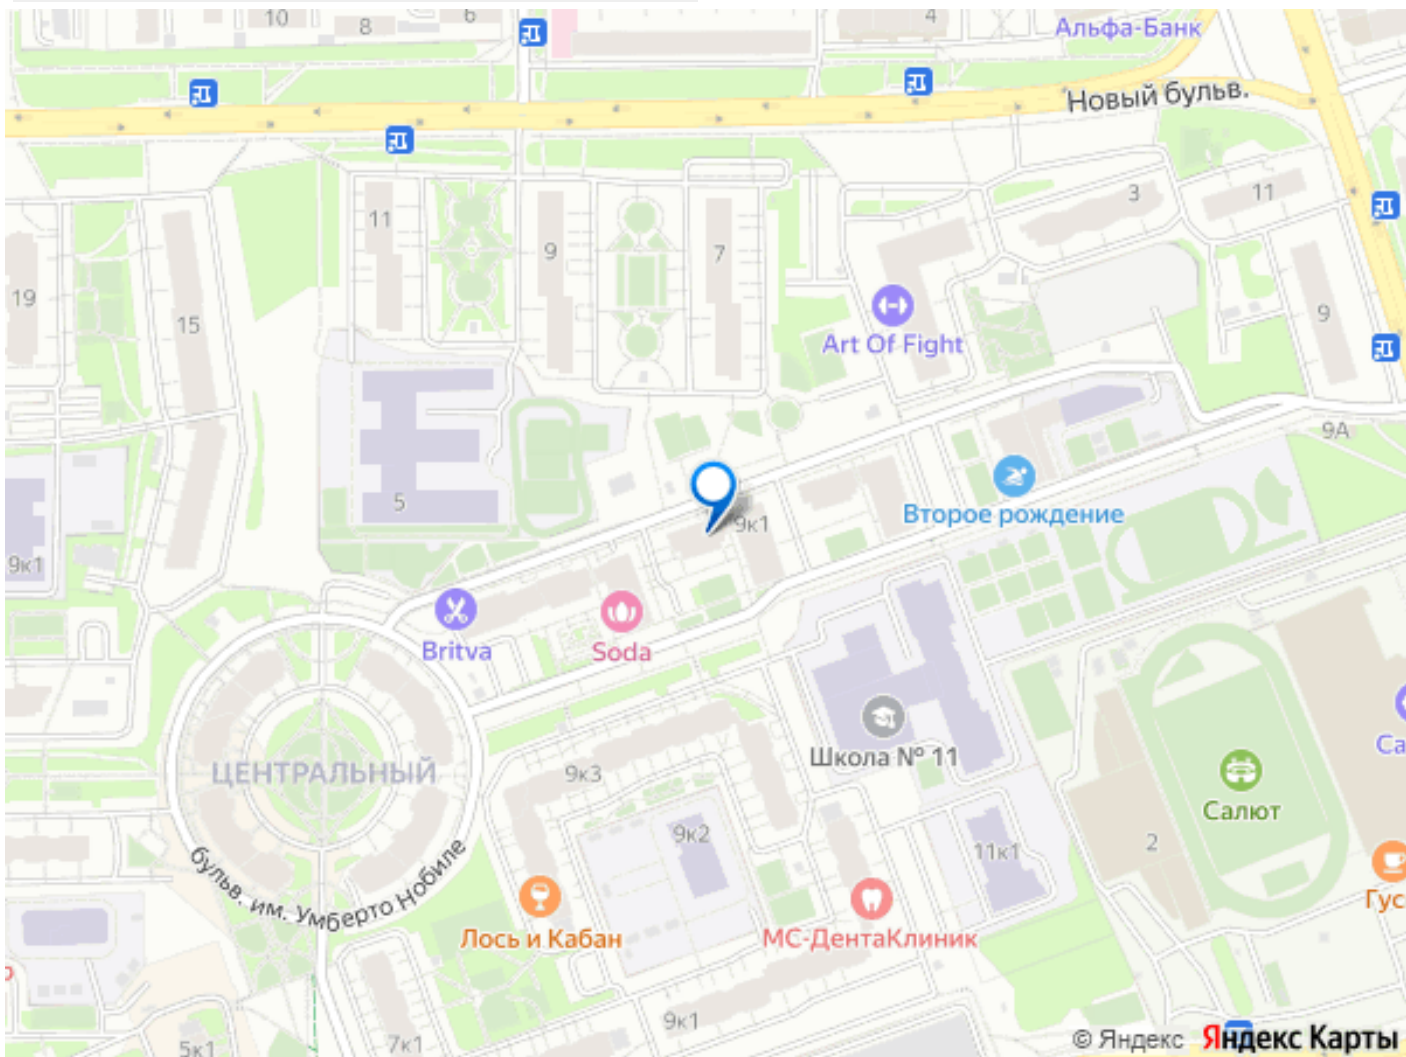 10
8
6
4
Альфа-Банк
Новый бульв.
11
9
7
3
11
19
15
9
Art Of Fight
9А
5
Второе рождение
9к1
9к1
Britva
Soda
Школа № 11
ЦЕНТРАЛЬНЫЙ
9к3
Са
Салют
9к2
11к1
2
бульв. им. Умберто Нобиле
Лось и Кабан
МС-ДентаКлиник
Гус
9к1
7к1
5к1
© Яндекс Яндекс Карты